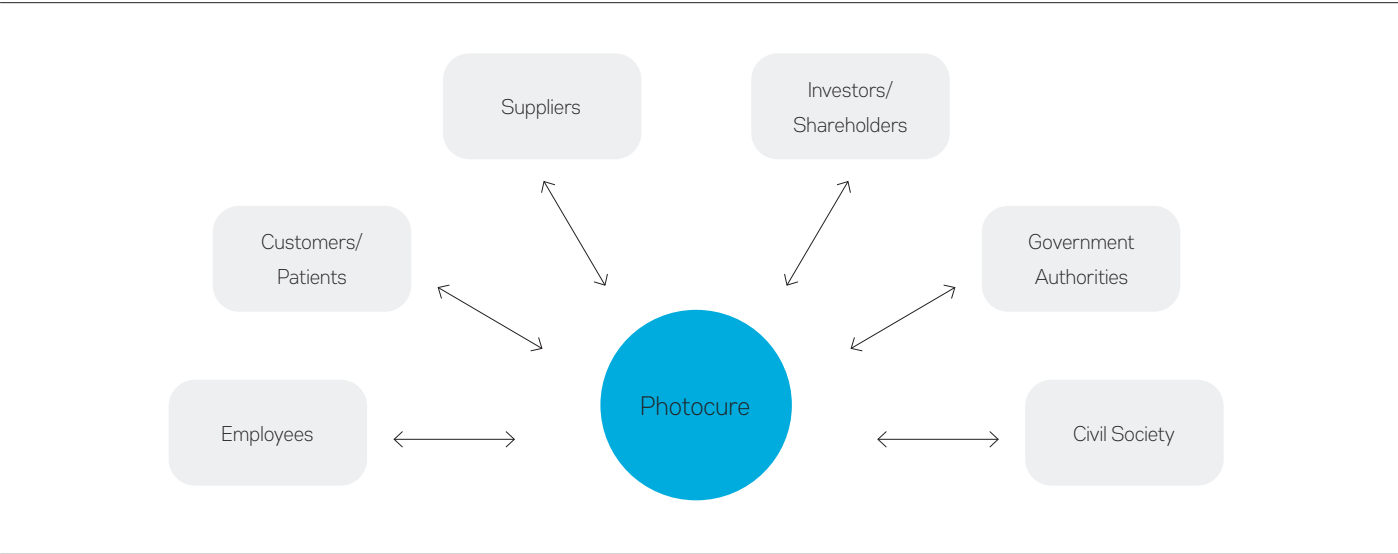 Suppliers
Investors/
Shareholders
Customers/
Patients
Government
Authorities
Employees
Photocure
Civil Society